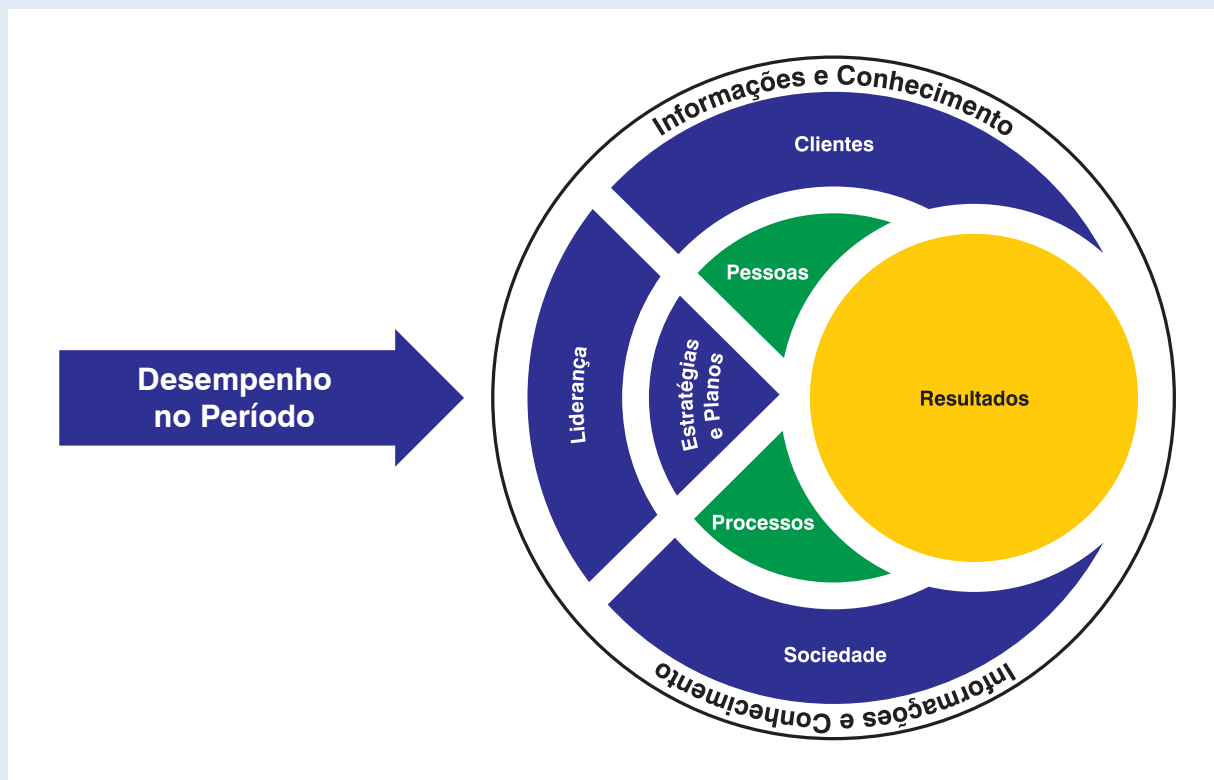 Informações e Conhecimento
Clientes
Pessoas
Liderança
Estratégias
e Planos
Desempenho
no Período
Resultados
Processos
Sociedade
Informações e Conhecimento